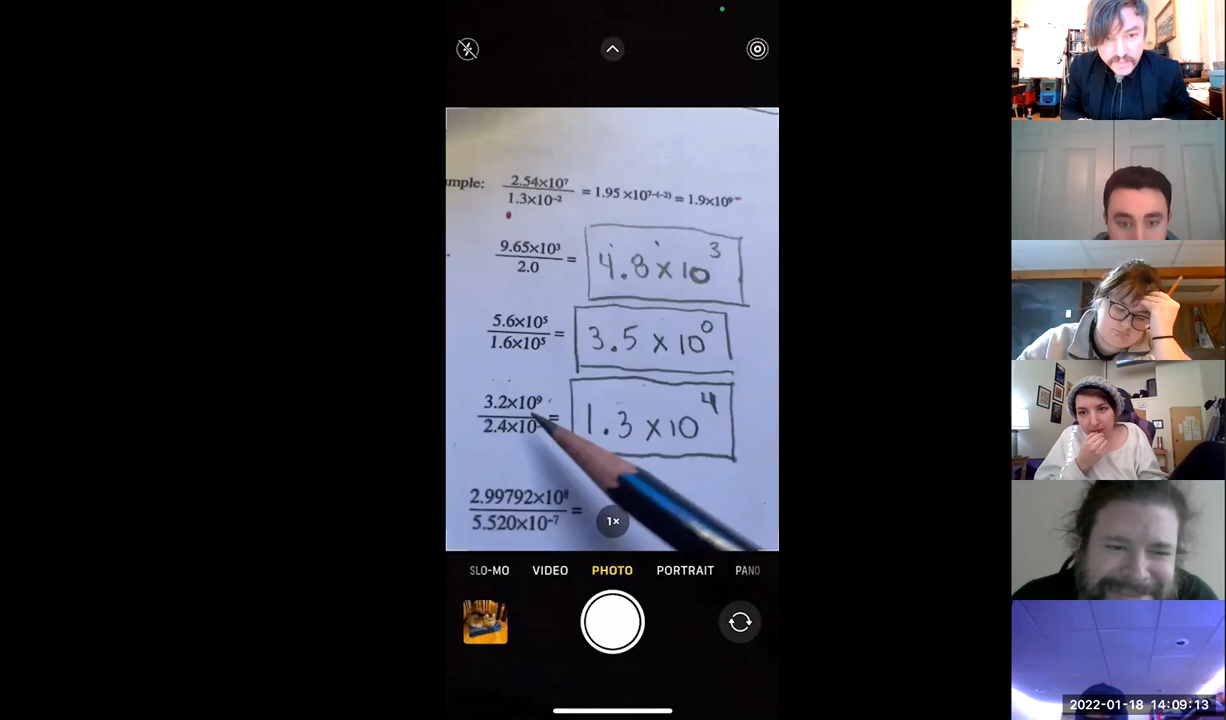 mple: 2.54×10⁷ / 1.3×10⁻² = 1.95 ×10⁷⁻⁽⁻²⁾ = 1.9×10⁹
9.65×10³ / 2.0 = 4.8 × 10³
5.6×10⁵ / 1.6×10⁵ = 3.5 × 10⁰
3.2×10⁹ / 2.4×10 = 1.3 × 10⁴
2.99792×10⁸ / 5.520×10⁻⁷ =
1×
SLO-MO VIDEO PHOTO PORTRAIT PANO
2022-01-18 14:09:13